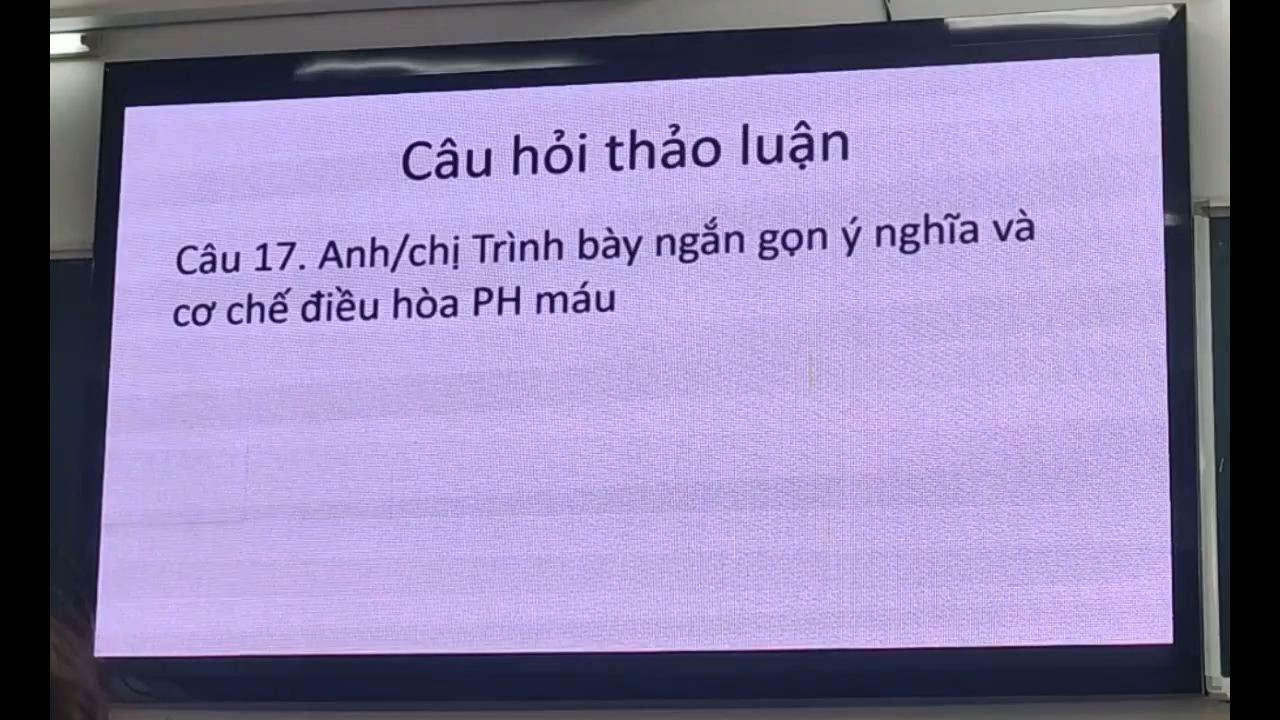 Câu hỏi thảo luận
Câu 17. Anh/chị Trình bày ngắn gọn ý nghĩa và
cơ chế điều hòa PH máu